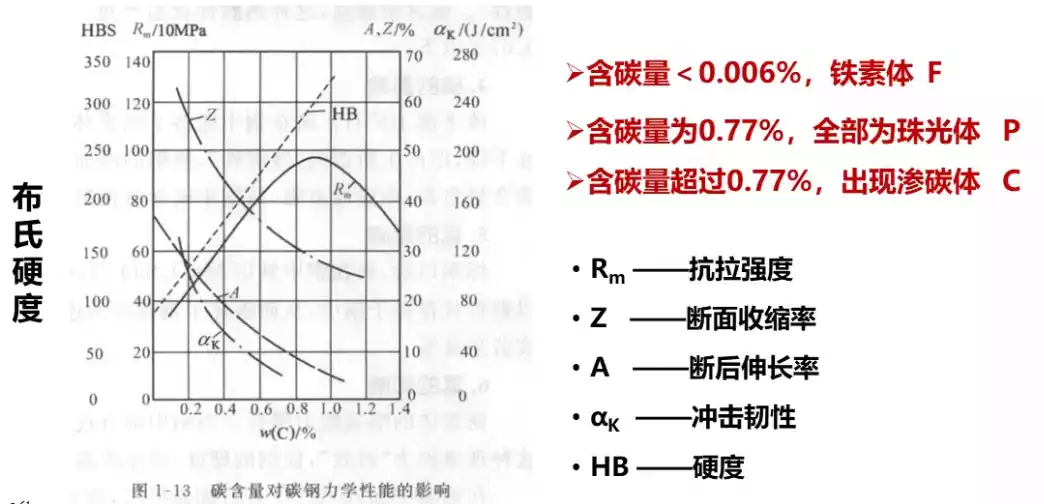 HBS R_m/10MPa A,Z/% α_K/(J/cm²)
350 140 70 280
300 120 60 240
250 100 50 200
200 80 40 160
150 60 30 120
100 40 20 80
50 20 10 40
0 0 0
Z
HB
R_m
A
α_K
0.2 0.4 0.6 0.8 1.0 1.2 1.4
w(C)/%
图 1-13 碳含量对碳钢力学性能的影响
布氏硬度
➢含碳量<0.006%，铁素体 F
➢含碳量为0.77%，全部为珠光体 P
➢含碳量超过0.77%，出现渗碳体 C
· R_m ——抗拉强度
· Z ——断面收缩率
· A ——断后伸长率
· α_K ——冲击韧性
· HB ——硬度